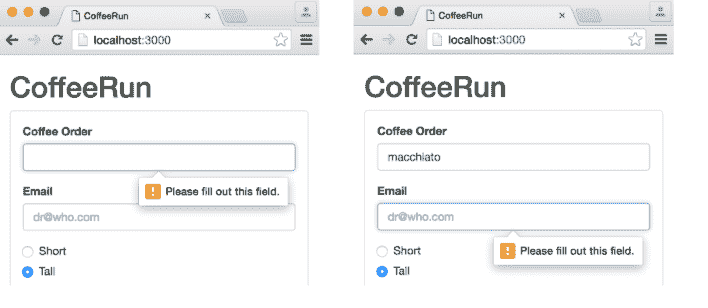 CoffeeRun
localhost:3000
CoffeeRun
Coffee Order
! Please fill out this field.
Email
dr@who.com
Short
Tall
CoffeeRun
localhost:3000
CoffeeRun
Coffee Order
macchiato
Email
dr@who.com
! Please fill out this field.
Short
Tall